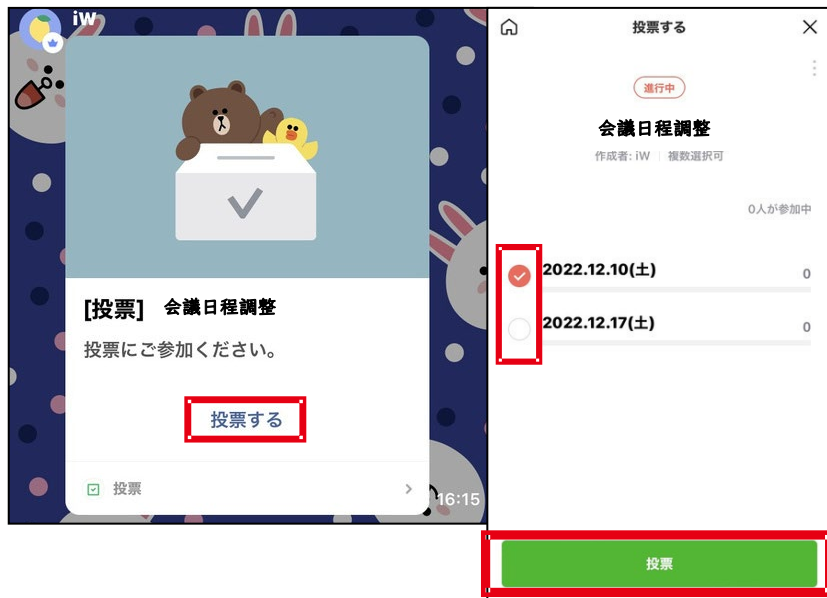 iW
[投票] 会議日程調整
投票にご参加ください。
投票する
投票
16:15
投票する
進行中
会議日程調整
作成者: iW | 複数選択可
0人が参加中
2022.12.10(土) 0
2022.12.17(土) 0
投票